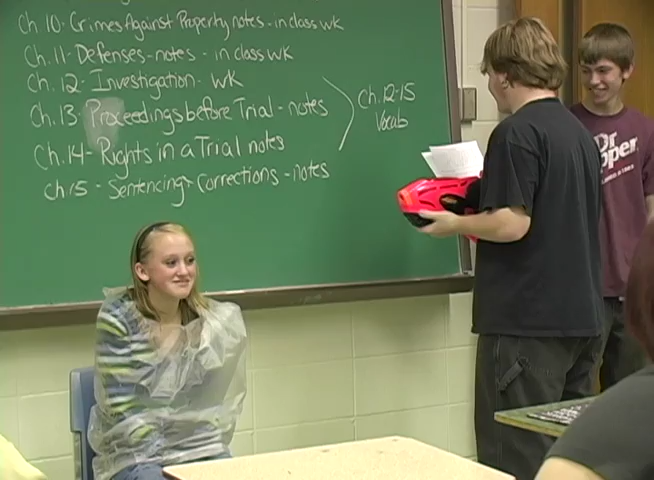 Ch. 10- Crimes Against Property notes - in class wk
Ch. 11- Defenses - notes - in class wk
Ch. 12- Investigation - wk
Ch. 13- Proceedings before Trial - notes
Ch. 14- Rights in a Trial notes
Ch 15 - Sentencing + Corrections - notes
Ch. 12-15
Vocab
Dr
pper